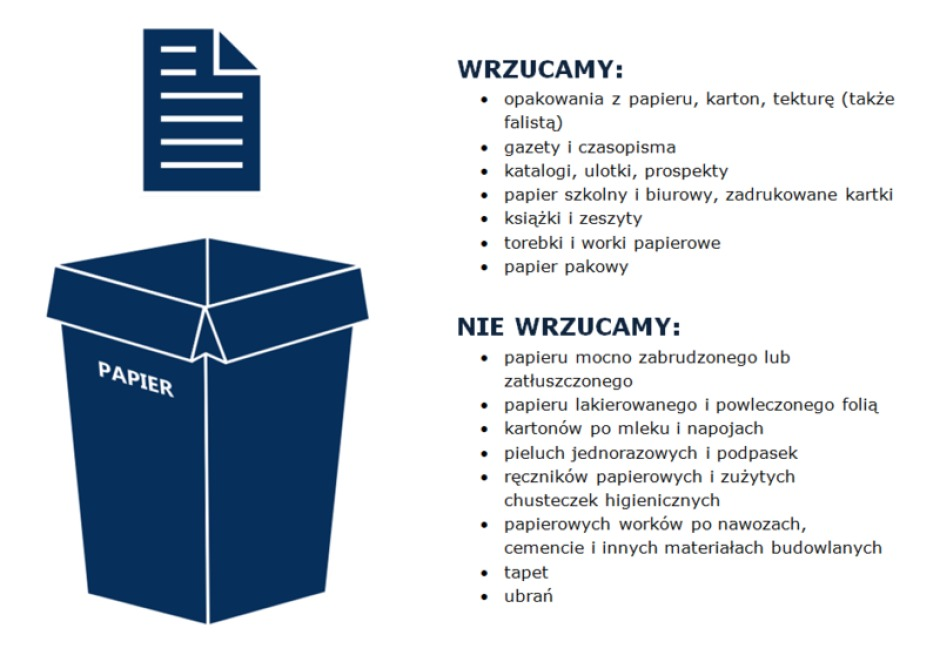 WRZUCAMY:
• opakowania z papieru, karton, tekturę (także
falistą)
• gazety i czasopisma
• katalogi, ulotki, prospekty
• papier szkolny i biurowy, zadrukowane kartki
• książki i zeszyty
• torebki i worki papierowe
• papier pakowy
PAPIER
NIE WRZUCAMY:
• papieru mocno zabrudzonego lub
zatłuszczonego
• papieru lakierowanego i powleczonego folią
• kartonów po mleku i napojach
• pieluch jednorazowych i podpasek
• ręczników papierowych i zużytych
chusteczek higienicznych
• papierowych worków po nawozach,
cemencie i innych materiałach budowlanych
• tapet
• ubrań